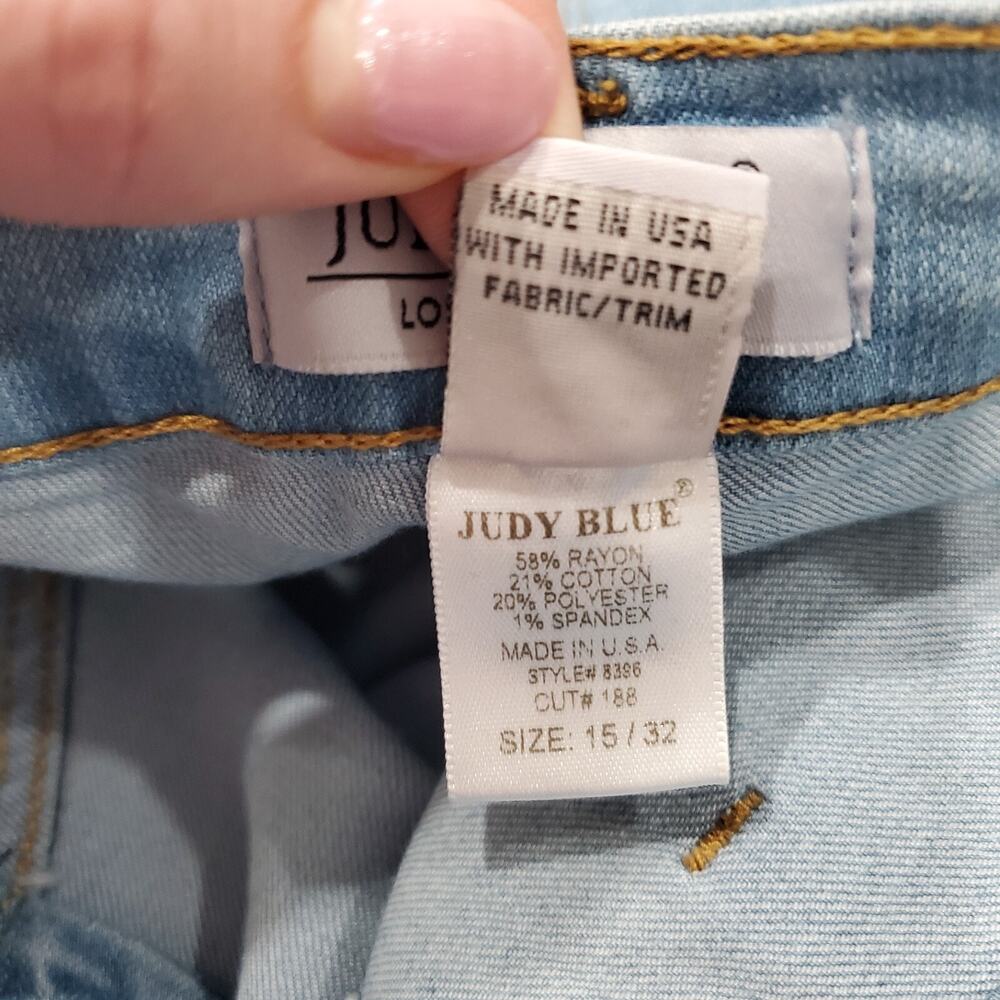 MADE IN USA
WITH IMPORTED
FABRIC/TRIM
JUDY BLUE®
58% RAYON
21% COTTON
20% POLYESTER
1% SPANDEX
MADE IN U.S.A.
STYLE# 8396
CUT# 188
SIZE: 15 / 32